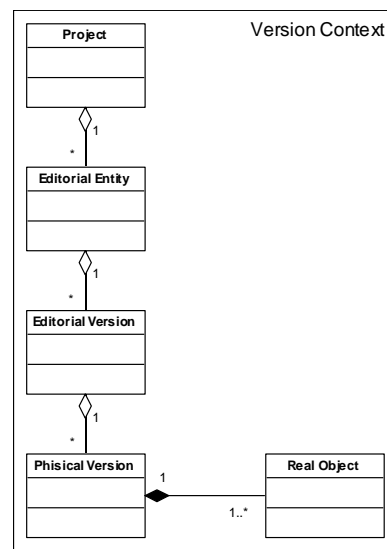 Version Context
Project
1
*
Editorial Entity
1
*
Editorial Version
1
*
Phisical Version
1
1..*
Real Object